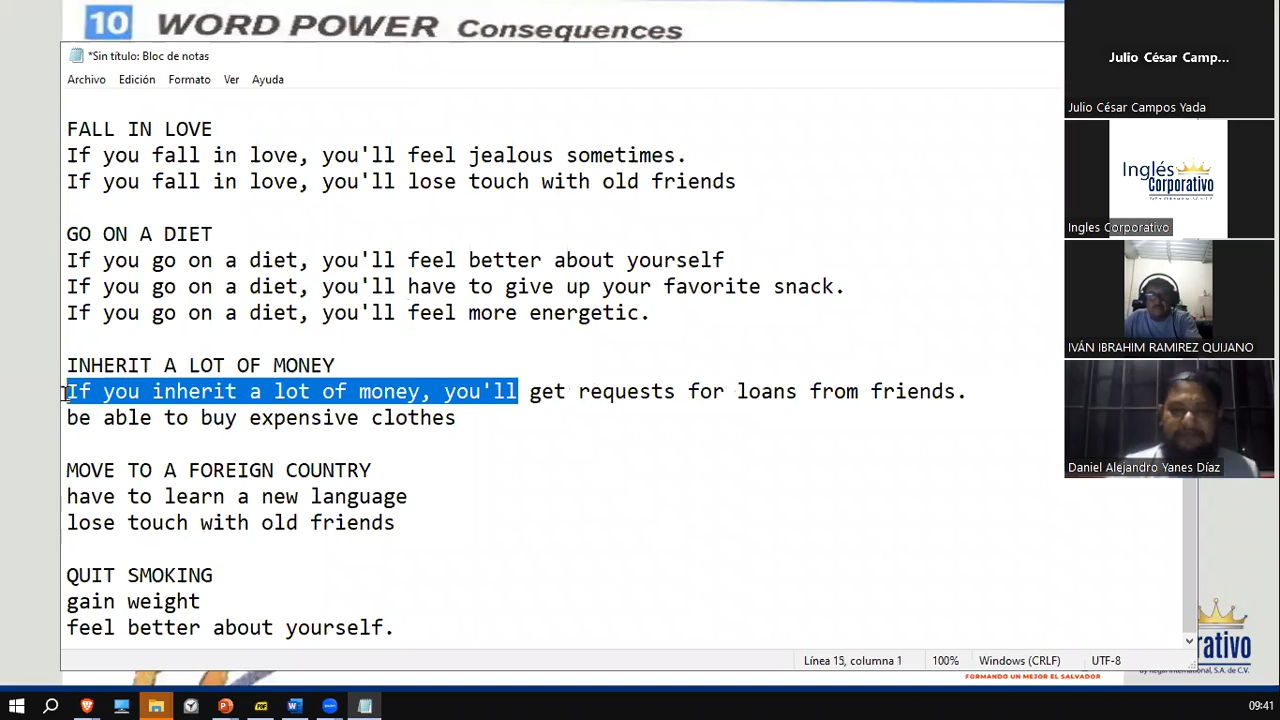 10 WORD POWER Consequences
*Sin título: Bloc de notas
Archivo Edición Formato Ver Ayuda
FALL IN LOVE
If you fall in love, you'll feel jealous sometimes.
If you fall in love, you'll lose touch with old friends
GO ON A DIET
If you go on a diet, you'll feel better about yourself
If you go on a diet, you'll have to give up your favorite snack.
If you go on a diet, you'll feel more energetic.
INHERIT A LOT OF MONEY
If you inherit a lot of money, you'll get requests for loans from friends.
be able to buy expensive clothes
MOVE TO A FOREIGN COUNTRY
have to learn a new language
lose touch with old friends
QUIT SMOKING
gain weight
feel better about yourself.
Línea 15, columna 1 100% Windows (CRLF) UTF-8
Julio César Camp...
Julio César Campos Yada
Inglés
Corporativo
Ingles Corporativo
IVÁN IBRAHIM RAMIREZ QUIJANO
Daniel Alejandro Yanes Díaz
orativo
by Regal International, S.A. de C.V.
FORMANDO UN MEJOR EL SALVADOR
09:41